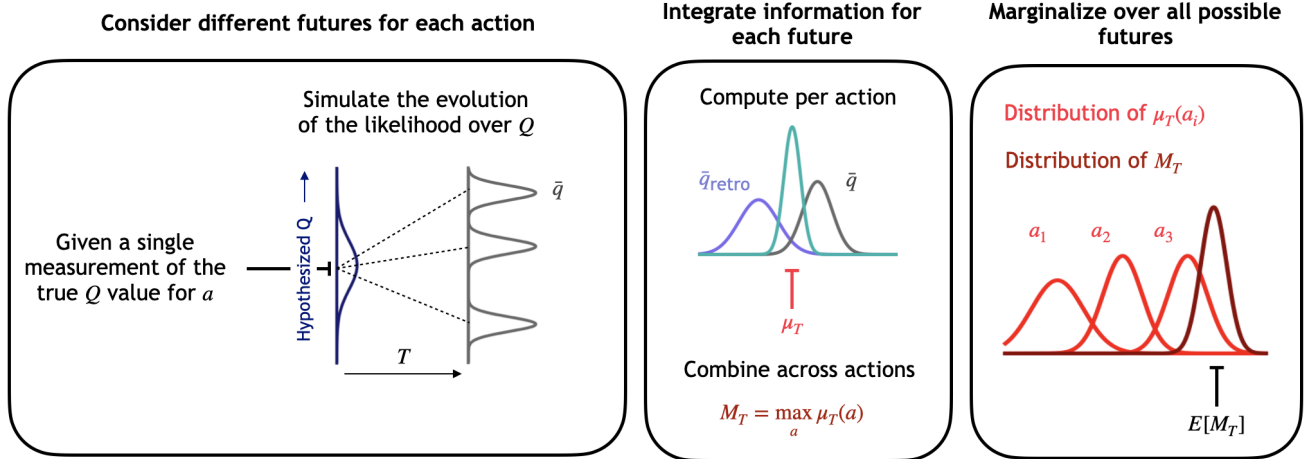 Consider different futures for each action
Simulate the evolution
of the likelihood over Q
Given a single
measurement of the
true Q value for a
Hypothesized Q →
q̄
T
Integrate information for
each future
Compute per action
q̄retro
q̄
μT
Combine across actions
MT = max μT(a)
a
Marginalize over all possible
futures
Distribution of μT(ai)
Distribution of MT
a1 a2 a3
E[MT]